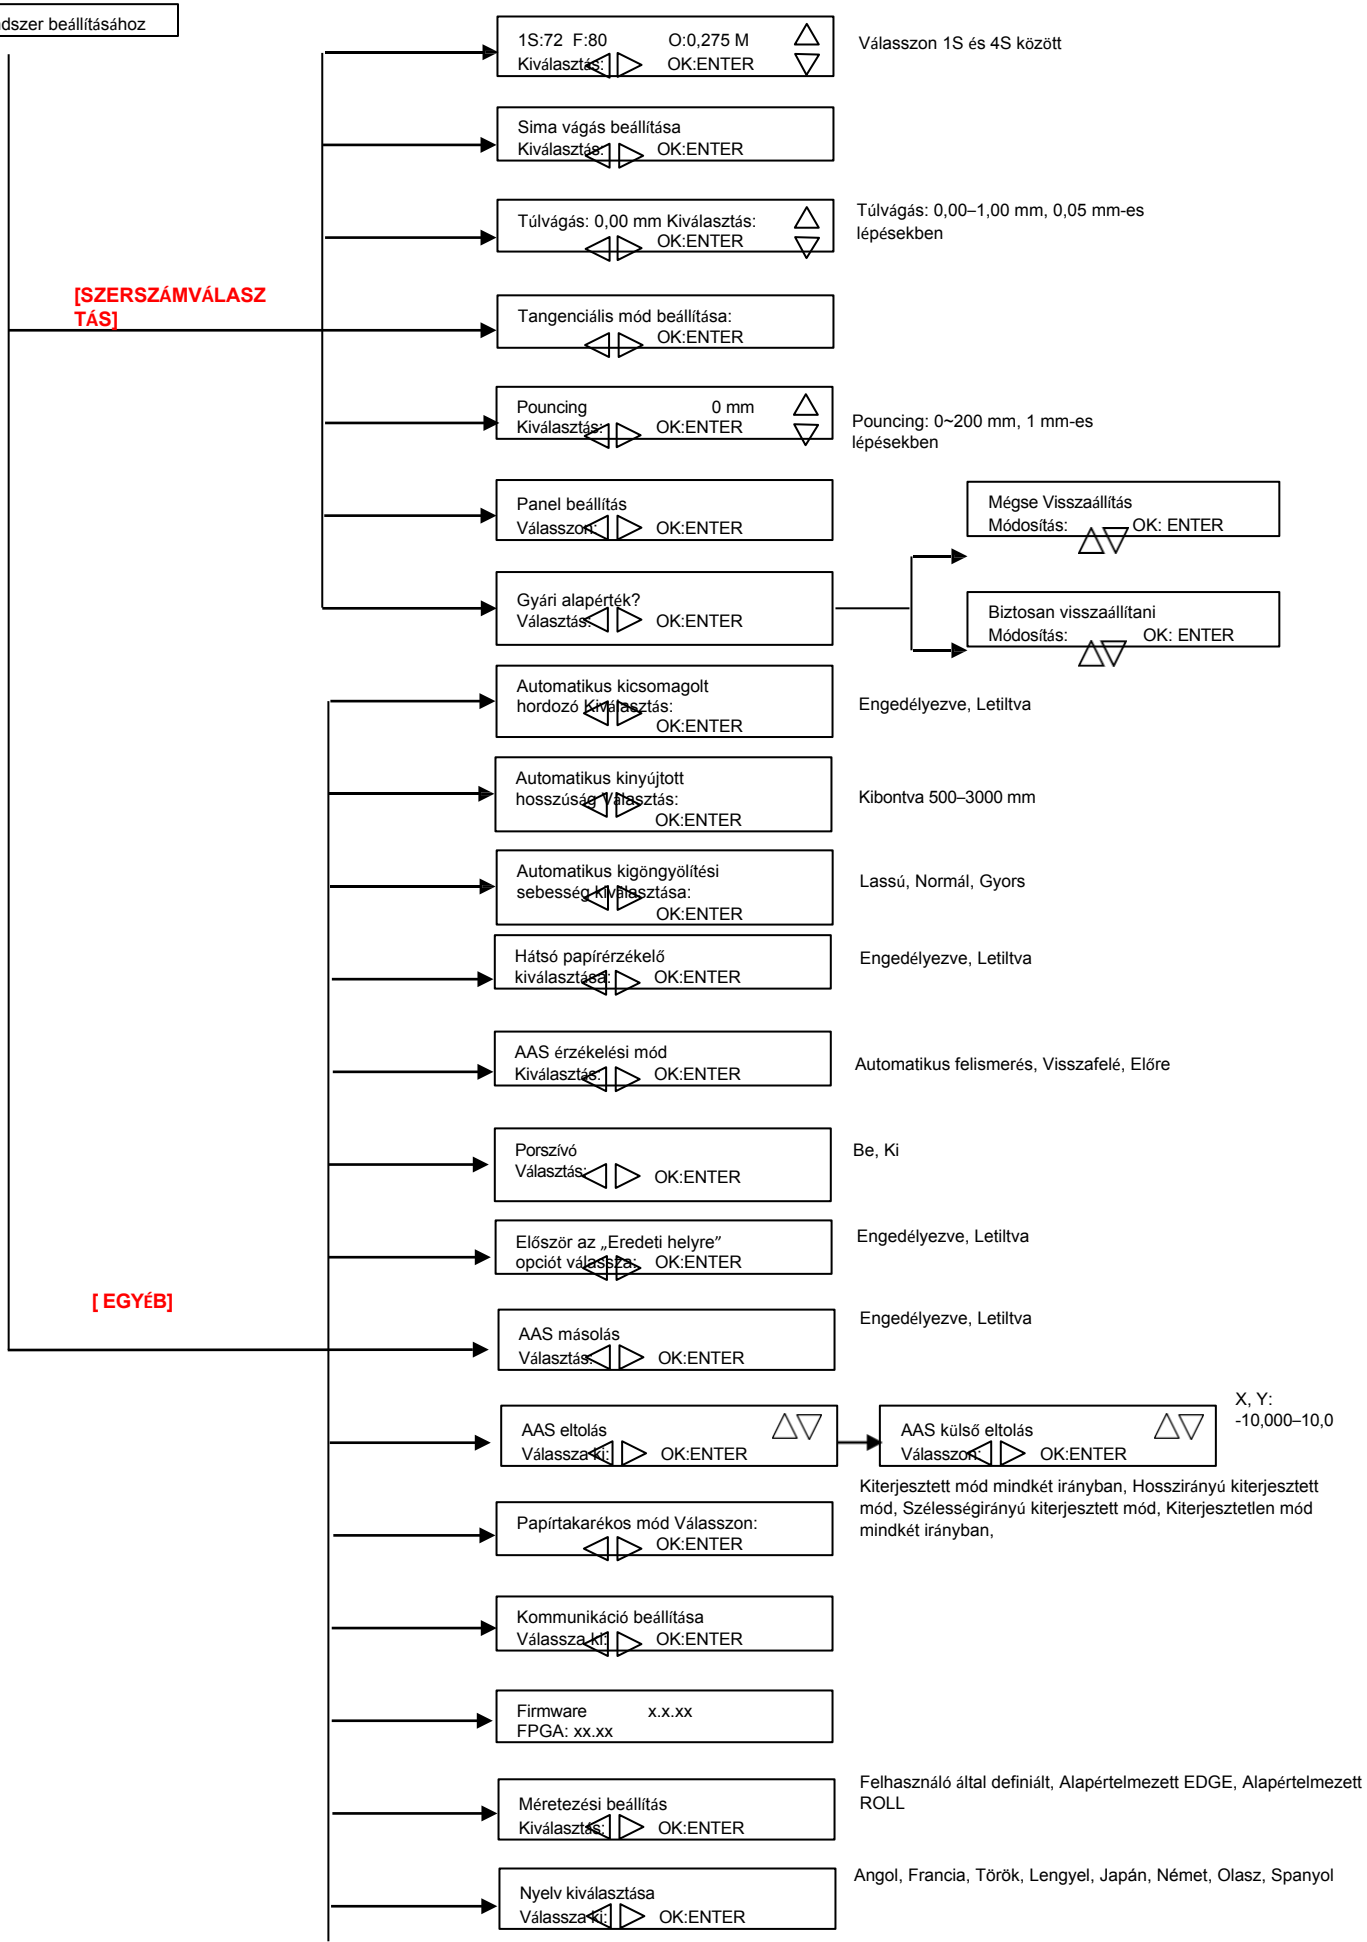 dszer beállításához
1S:72 F:80 O:0,275 M
Kiválasztás: OK:ENTER
Válasszon 1S és 4S között
Sima vágás beállítása
Kiválasztás: OK:ENTER
Túlvágás: 0,00 mm Kiválasztás:
OK:ENTER
Túlvágás: 0,00–1,00 mm, 0,05 mm-es
lépésekben
[SZERSZÁMVÁLASZ
TÁS]
Tangenciális mód beállítása:
OK:ENTER
Pouncing 0 mm
Kiválasztás: OK:ENTER
Pouncing: 0~200 mm, 1 mm-es
lépésekben
Panel beállítás
Válasszon: OK:ENTER
Mégse Visszaállítás
Módosítás: OK: ENTER
Gyári alapérték?
Választás: OK:ENTER
Biztosan visszaállítani
Módosítás: OK: ENTER
Automatikus kicsomagolt
hordozó Kiválasztás:
OK:ENTER
Engedélyezve, Letiltva
Automatikus kinyújtott
hosszúság Választás:
OK:ENTER
Kibontva 500–3000 mm
Automatikus kigöngyölítési
sebesség kiválasztása:
OK:ENTER
Lassú, Normál, Gyors
Hátsó papírérzékelő
kiválasztása: OK:ENTER
Engedélyezve, Letiltva
AAS érzékelési mód
Kiválasztás: OK:ENTER
Automatikus felismerés, Visszafelé, Előre
Porszívó
Választás: OK:ENTER
Be, Ki
Először az „Eredeti helyre”
opciót válassza: OK:ENTER
Engedélyezve, Letiltva
[ EGYÉB]
AAS másolás
Választás: OK:ENTER
Engedélyezve, Letiltva
AAS eltolás
Válassza ki: OK:ENTER
AAS külső eltolás
Válasszon: OK:ENTER
X, Y:
-10,000–10,0
Kiterjesztett mód mindkét irányban, Hosszirányú kiterjesztett
mód, Szélességirányú kiterjesztett mód, Kiterjesztetlen mód
mindkét irányban,
Papírtakarékos mód Válasszon:
OK:ENTER
Kommunikáció beállítása
Válassza ki: OK:ENTER
Firmware x.x.xx
FPGA: xx.xx
Felhasználó által definiált, Alapértelmezett EDGE, Alapértelmezett
ROLL
Méretezési beállítás
Kiválasztás: OK:ENTER
Angol, Francia, Török, Lengyel, Japán, Német, Olasz, Spanyol
Nyelv kiválasztása
Válassza ki: OK:ENTER